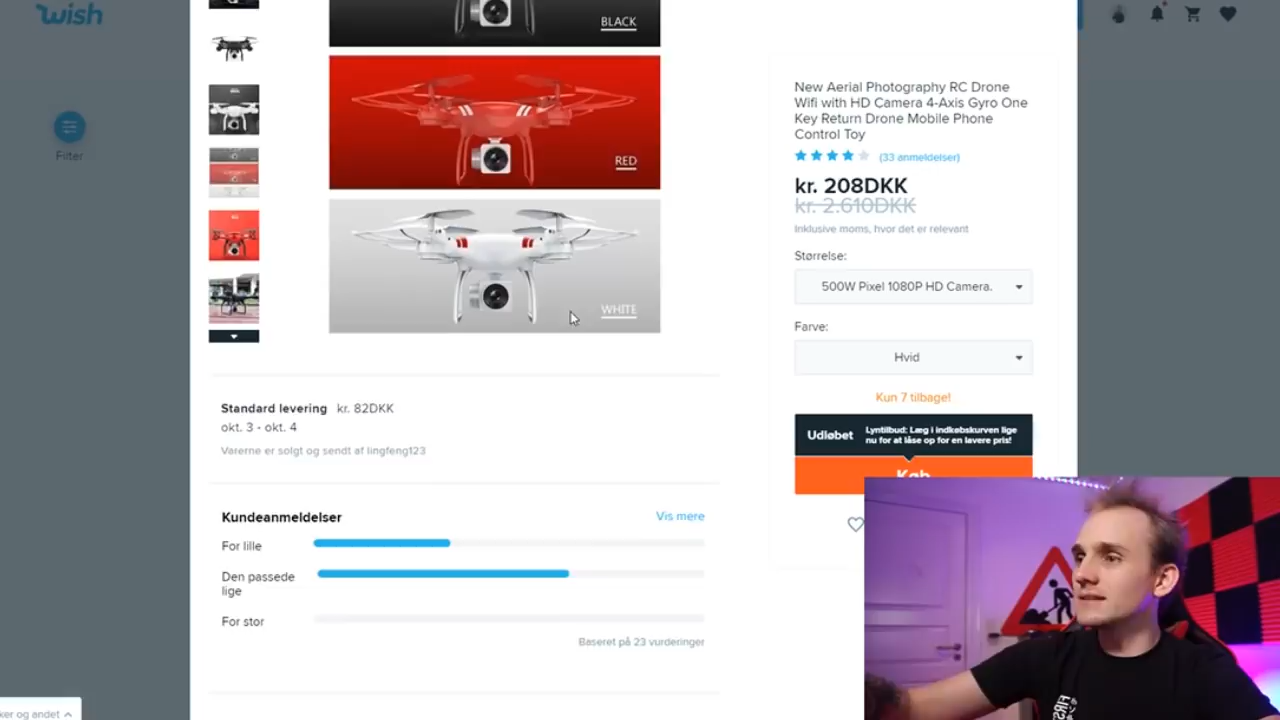 wish
Filter
BLACK
RED
WHITE
New Aerial Photography RC Drone
Wifi with HD Camera 4-Axis Gyro One
Key Return Drone Mobile Phone
Control Toy
(33 anmeldelser)
kr. 208DKK
kr. 2.610DKK
Inklusive moms, hvor det er relevant
Størrelse:
500W Pixel 1080P HD Camera.
Farve:
Hvid
Kun 7 tilbage!
Udløbet
Lyntilbud: Læg i indkøbskurven lige
nu for at låse op for en lavere pris!
Køb
Standard levering kr. 82DKK
okt. 3 - okt. 4
Varerne er solgt og sendt af lingfeng123
Kundeanmeldelser
Vis mere
For lille
Den passede
lige
For stor
Baseret på 23 vurderinger
ker og andet